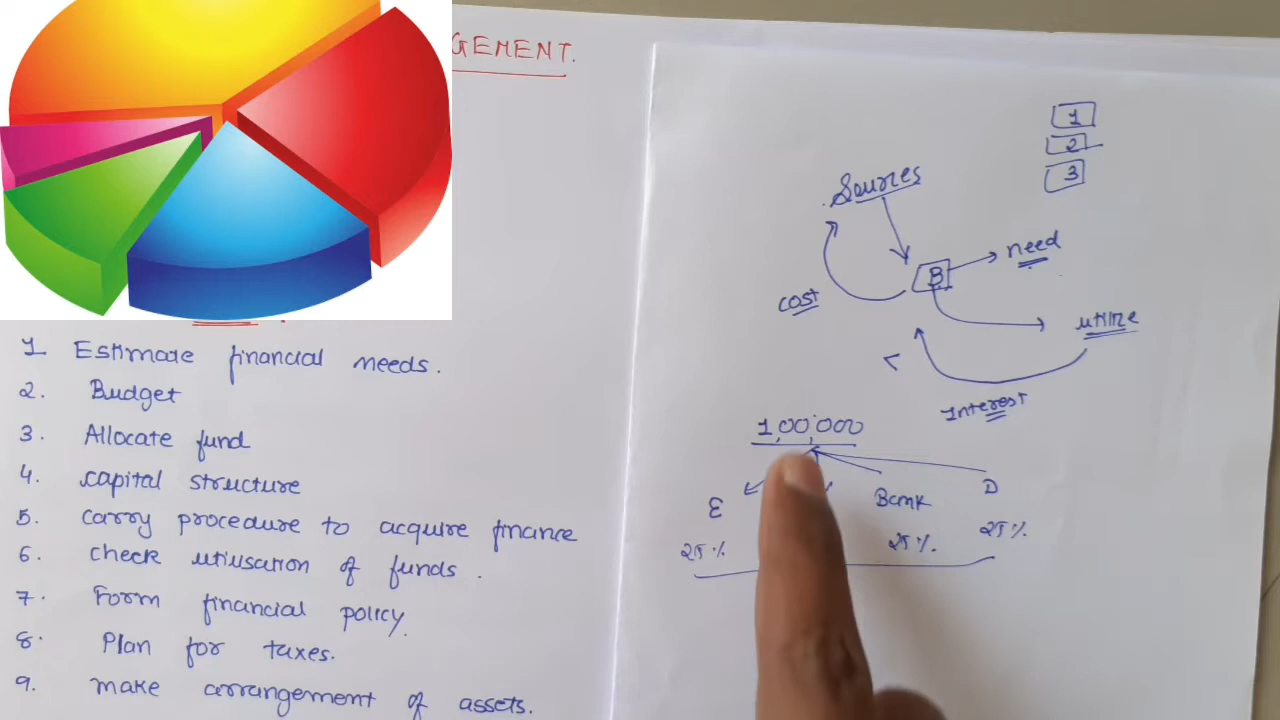 GEMENT.
1 Estimate financial needs.
2. Budget
3. Allocate fund
4. capital structure
5. carry procedure to acquire finance
6. check utilisation of funds.
7. Form financial policy.
8. Plan for taxes.
9. make arrangement of assets.
1
2
3
Sources
B
need
cost
utilize
Interest
1,00,000
E Bank D
25% 25% 25%